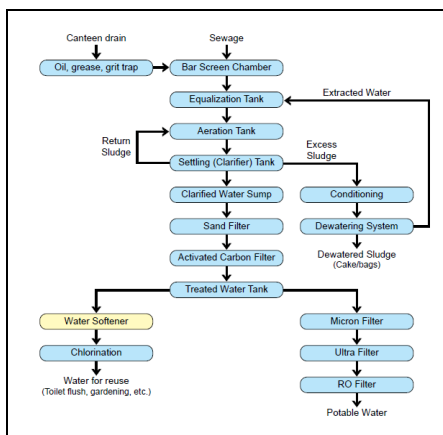 Canteen drain
Sewage
Oil, grease, grit trap
Bar Screen Chamber
Equalization Tank
Extracted Water
Aeration Tank
Return
Sludge
Excess
Sludge
Settling (Clarifier) Tank
Clarified Water Sump
Conditioning
Sand Filter
Dewatering System
Activated Carbon Filter
Dewatered Sludge
(Cake/bags)
Treated Water Tank
Water Softener
Micron Filter
Chlorination
Ultra Filter
Water for reuse
(Toilet flush, gardening, etc.)
RO Filter
Potable Water